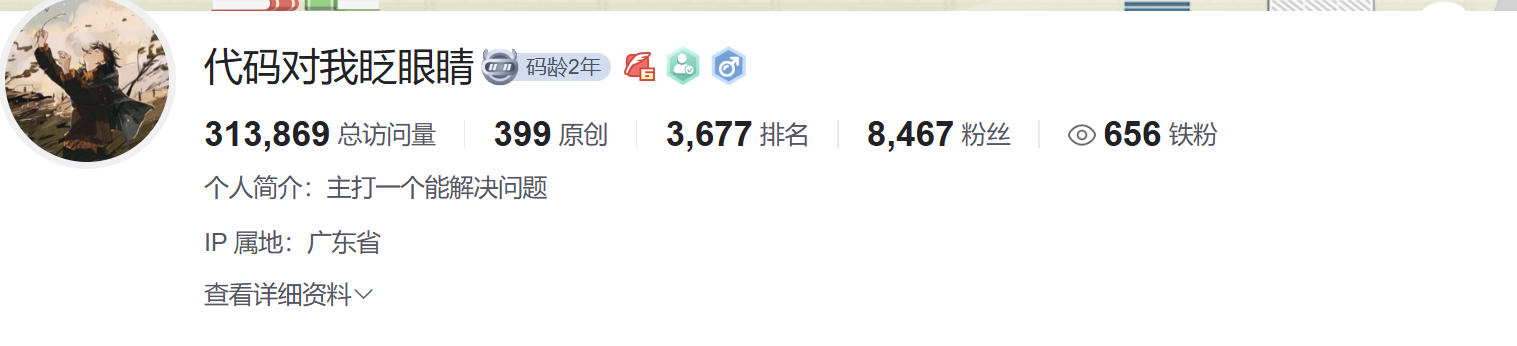 代码对我眨眼睛 码龄2年
313,869 总访问量 399 原创 3,677 排名 8,467 粉丝 656 铁粉
个人简介：主打一个能解决问题
IP 属地：广东省
查看详细资料